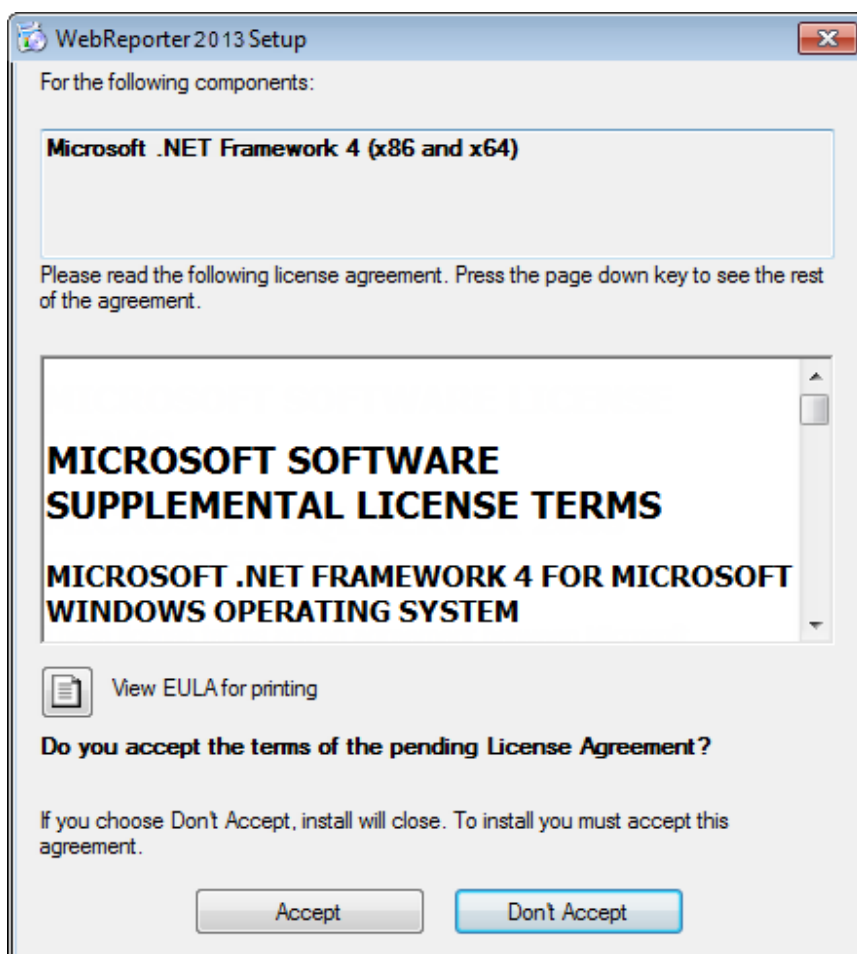 WebReporter 2013 Setup
For the following components:
Microsoft .NET Framework 4 (x86 and x64)
Please read the following license agreement. Press the page down key to see the rest
of the agreement.
MICROSOFT SOFTWARE
SUPPLEMENTAL LICENSE TERMS
MICROSOFT .NET FRAMEWORK 4 FOR MICROSOFT
WINDOWS OPERATING SYSTEM
View EULA for printing
Do you accept the terms of the pending License Agreement?
If you choose Don't Accept, install will close. To install you must accept this
agreement.
Accept
Don't Accept